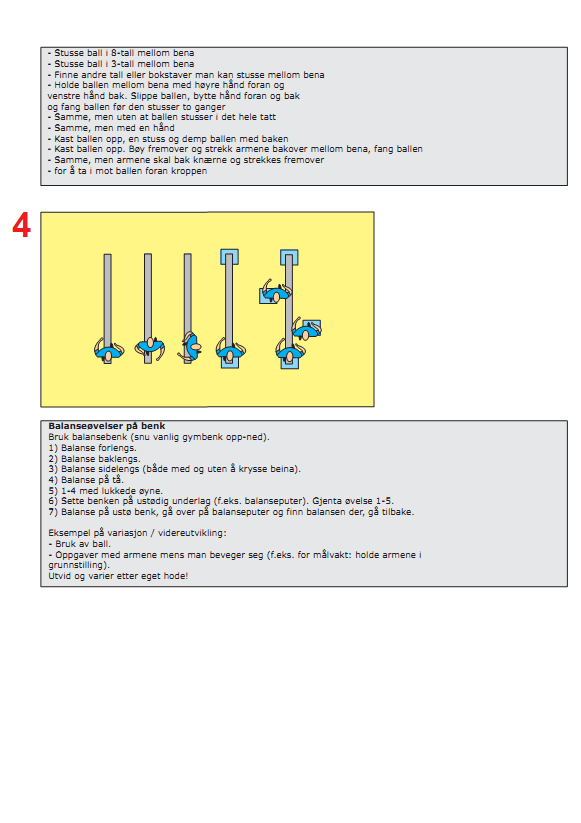 - Stusse ball i 8-tall mellom bena
- Stusse ball i 3-tall mellom bena
- Finne andre tall eller bokstaver man kan stusse mellom bena
- Holde ballen mellom bena med høyre hånd foran og
venstre hånd bak. Slippe ballen, bytte hånd foran og bak
og fang ballen før den stusser to ganger
- Samme, men uten at ballen stusser i det hele tatt
- Samme, men med en hånd
- Kast ballen opp, en stuss og demp ballen med baken
- Kast ballen opp. Bøy fremover og strekk armene bakover mellom bena, fang ballen
- Samme, men armene skal bak knærne og strekkes fremover
- for å ta i mot ballen foran kroppen
4
Balanseøvelser på benk
Bruk balansebenk (snu vanlig gymbenk opp-ned).
1) Balanse forlengs.
2) Balanse baklengs.
3) Balanse sidelengs (både med og uten å krysse beina).
4) Balanse på tå.
5) 1-4 med lukkede øyne.
6) Sette benken på ustødig underlag (f.eks. balanseputer). Gjenta øvelse 1-5.
7) Balanse på ustø benk, gå over på balanseputer og finn balansen der, gå tilbake.
Eksempel på variasjon / videreutvikling:
- Bruk av ball.
- Oppgaver med armene mens man beveger seg (f.eks. for målvakt: holde armene i
grunnstilling).
Utvid og varier etter eget hode!